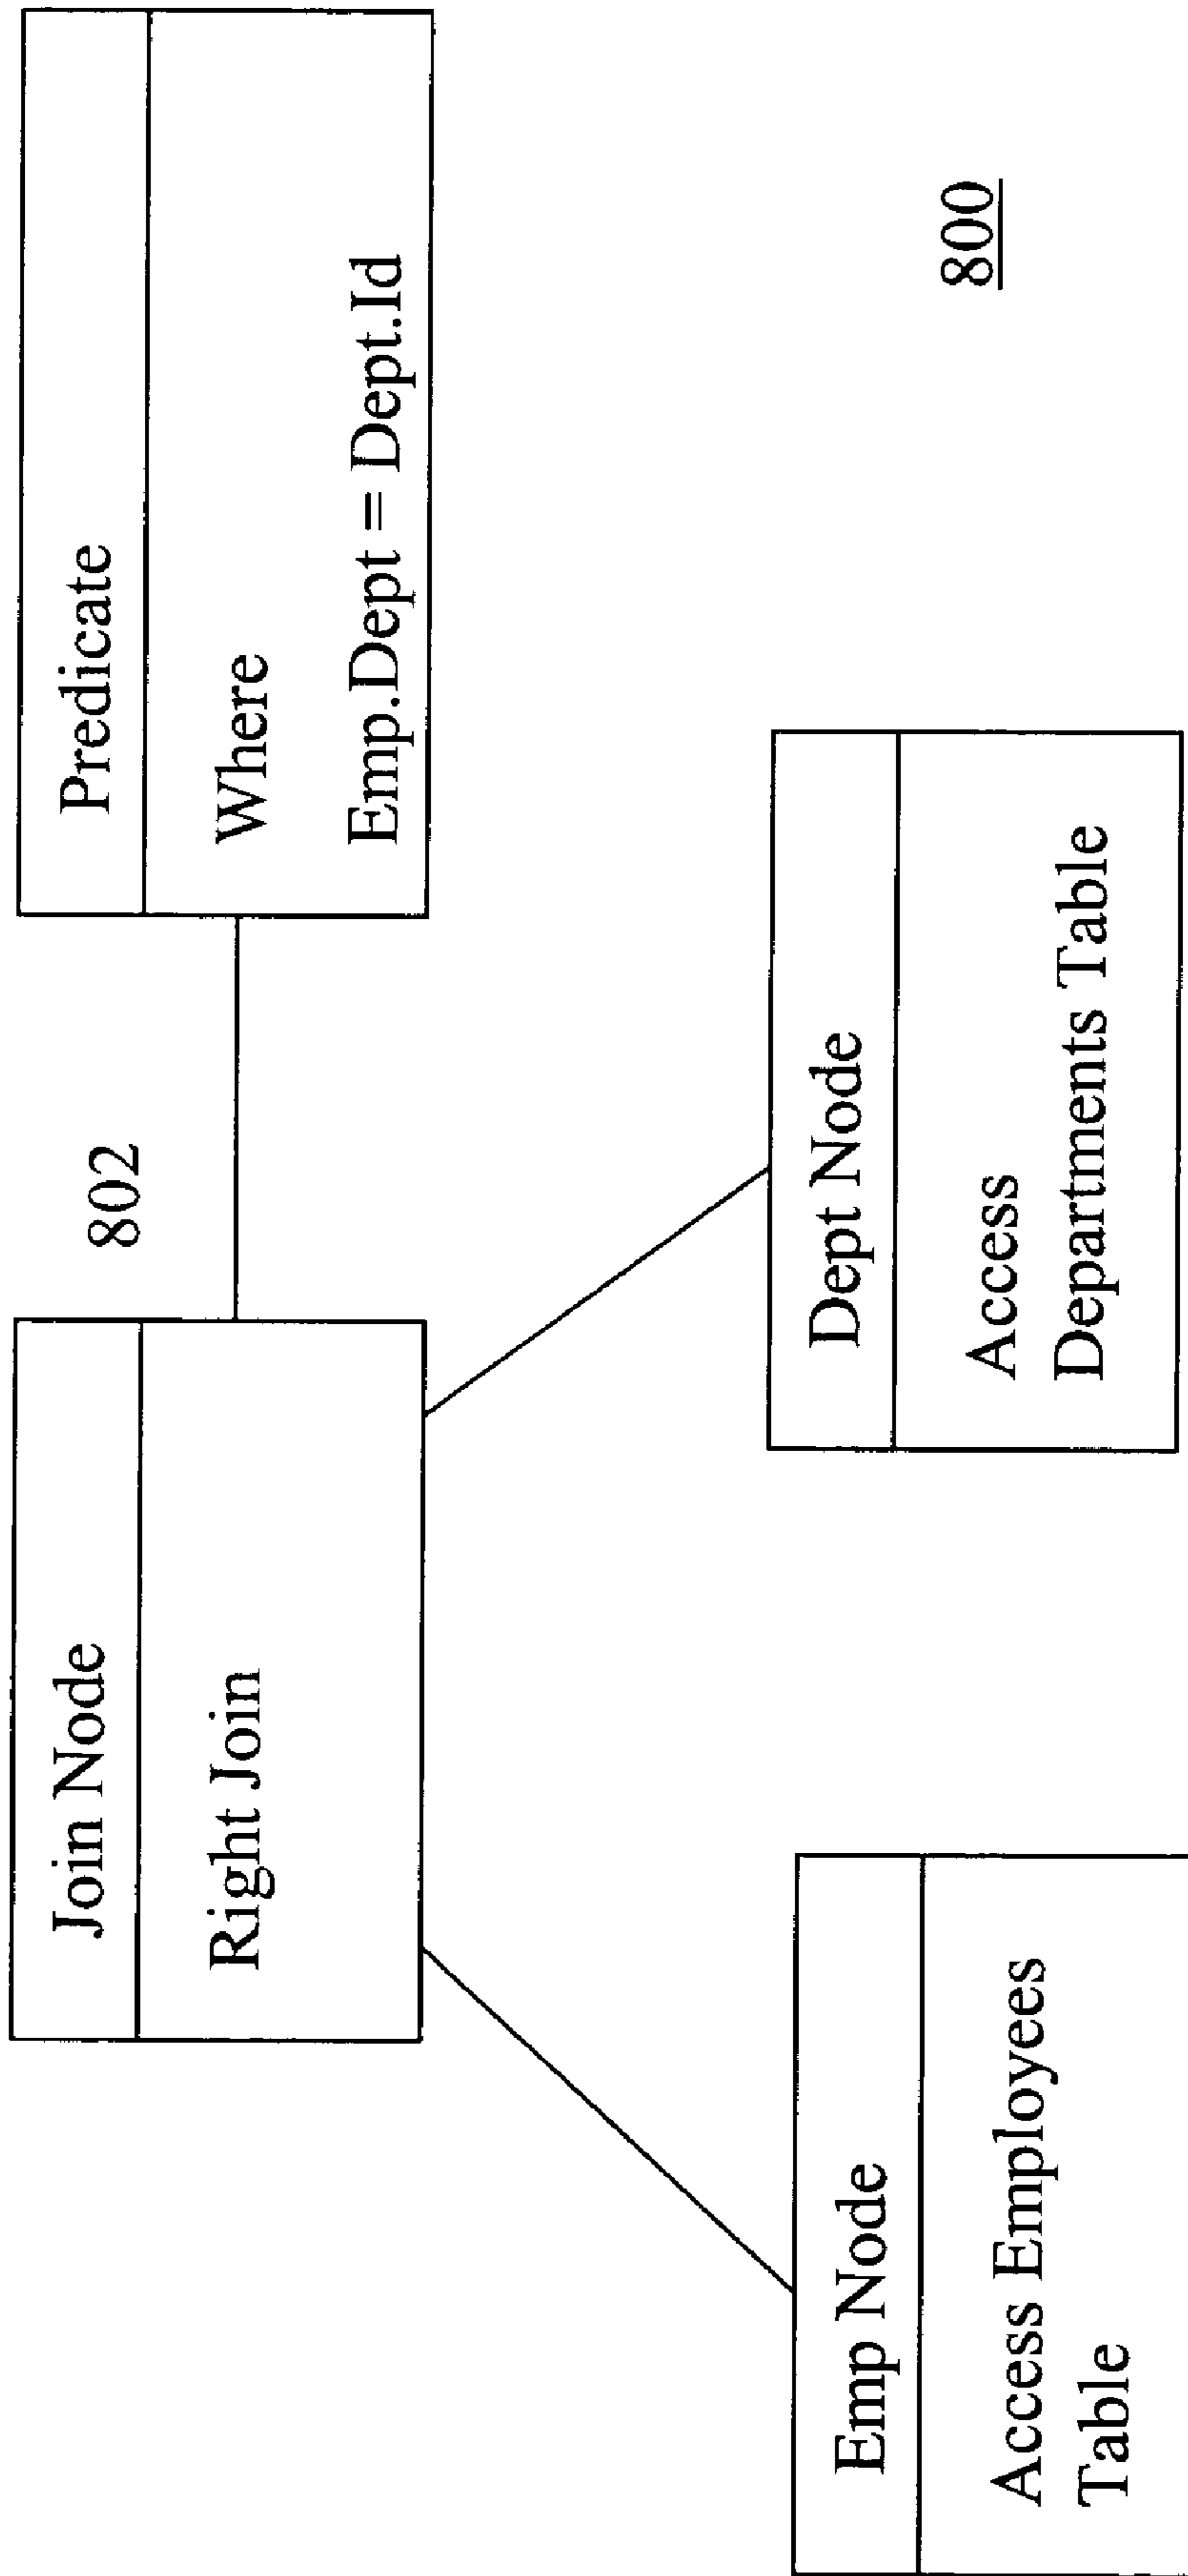 Join Node
Right Join
802
Predicate
Where
Emp.Dept = Dept.Id
Emp Node
Access Employees
Table
Dept Node
Access
Departments Table
800